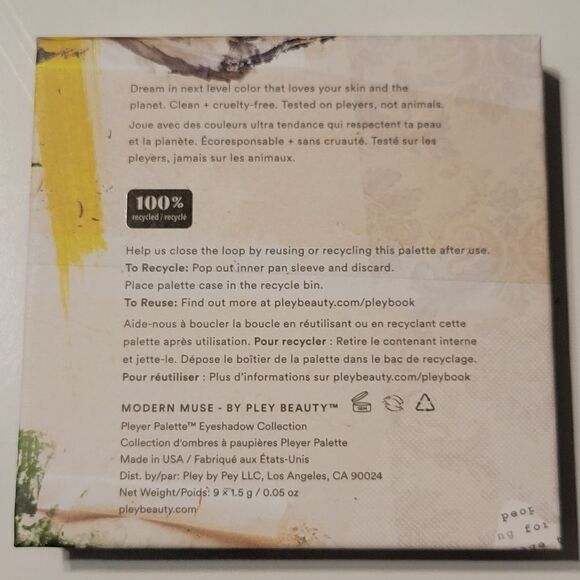 Dream in next level color that loves your skin and the
planet. Clean + cruelty-free. Tested on pleyers, not animals.
Joue avec des couleurs ultra tendance qui respectent ta peau
et la planète. Écoresponsable + sans cruauté. Testé sur les
pleyers, jamais sur les animaux.
100%
recycled / recyclé
Help us close the loop by reusing or recycling this palette after use.
To Recycle: Pop out inner pan sleeve and discard.
Place palette case in the recycle bin.
To Reuse: Find out more at pleybeauty.com/pleybook
Aide-nous à boucler la boucle en réutilisant ou en recyclant cette
palette après utilisation. Pour recycler : Retire le contenant interne
et jette-le. Dépose le boîtier de la palette dans le bac de recyclage.
Pour réutiliser : Plus d'informations sur pleybeauty.com/pleybook
MODERN MUSE - BY PLEY BEAUTY™
Pleyer Palette™ Eyeshadow Collection
Collection d'ombres à paupières Pleyer Palette
Made in USA / Fabriqué aux États-Unis
Dist. by/par: Pley by Pey LLC, Los Angeles, CA 90024
Net Weight/Poids: 9 x 1.5 g / 0.05 oz
pleybeauty.com
ng for